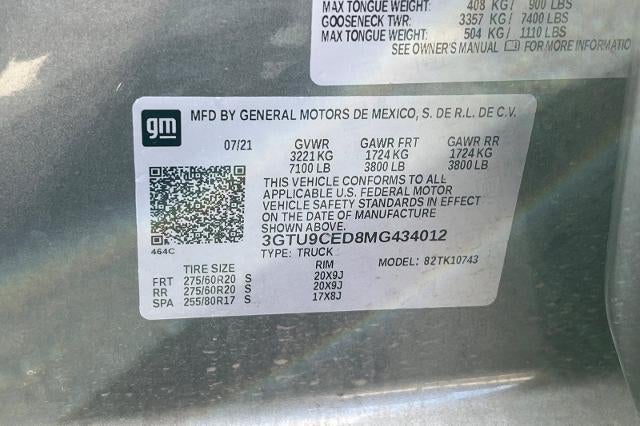 MAX TONGUE WEIGHT: 408 KG / 900 LBS
GOOSENECK TWR: 3357 KG / 7400 LBS
MAX TONGUE WEIGHT: 504 KG / 1110 LBS
SEE OWNER'S MANUAL FOR MORE INFORMATIO
gm
MFD BY GENERAL MOTORS DE MEXICO, S. DE R.L. DE C.V.
07/21 GVWR GAWR FRT GAWR RR
3221 KG 1724 KG 1724 KG
7100 LB 3800 LB 3800 LB
THIS VEHICLE CONFORMS TO ALL
APPLICABLE U.S. FEDERAL MOTOR
VEHICLE SAFETY STANDARDS IN EFFECT ON
THE DATE OF MANUFACTURE SHOWN ABOVE.
3GTU9CED8MG434012
464C
TYPE: TRUCK MODEL: 82TK10743
TIRE SIZE RIM
FRT 275/60R20 S 20X9J
RR 275/60R20 S 20X9J
SPA 255/80R17 S 17X8J